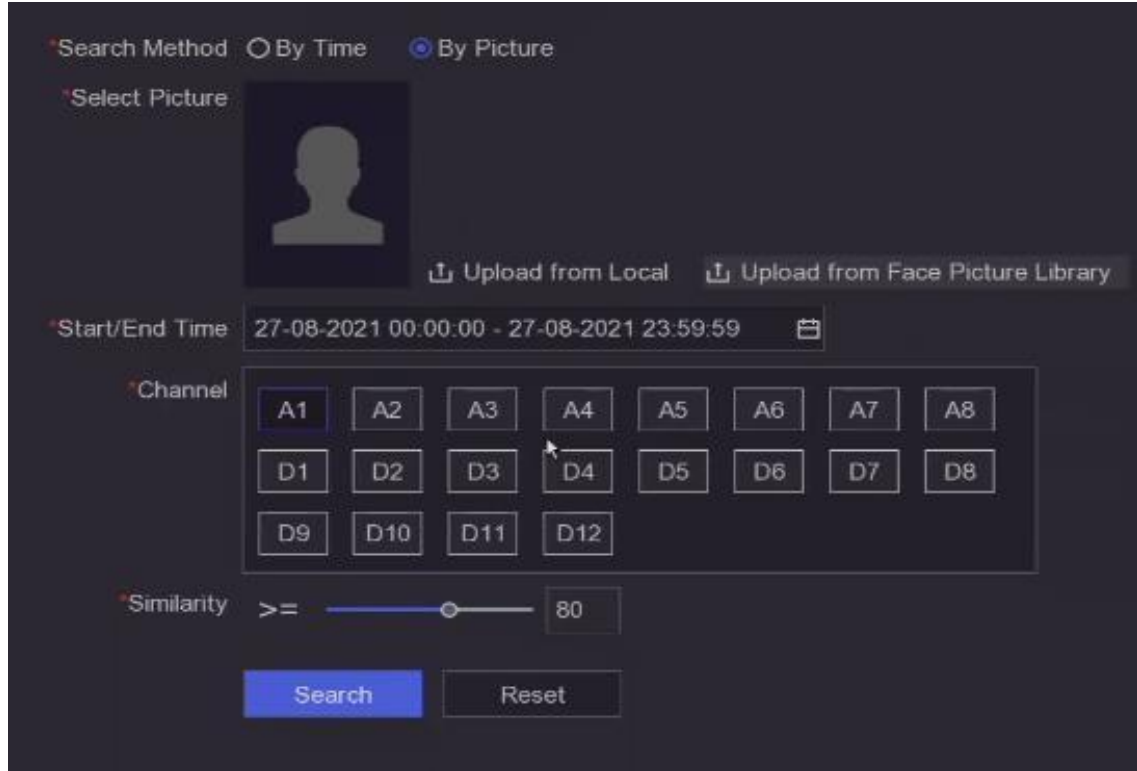 *Search Method By Time By Picture
*Select Picture
Upload from Local Upload from Face Picture Library
*Start/End Time 27-08-2021 00:00:00 - 27-08-2021 23:59:59
*Channel
A1 A2 A3 A4 A5 A6 A7 A8
D1 D2 D3 D4 D5 D6 D7 D8
D9 D10 D11 D12
*Similarity >= 80
Search Reset